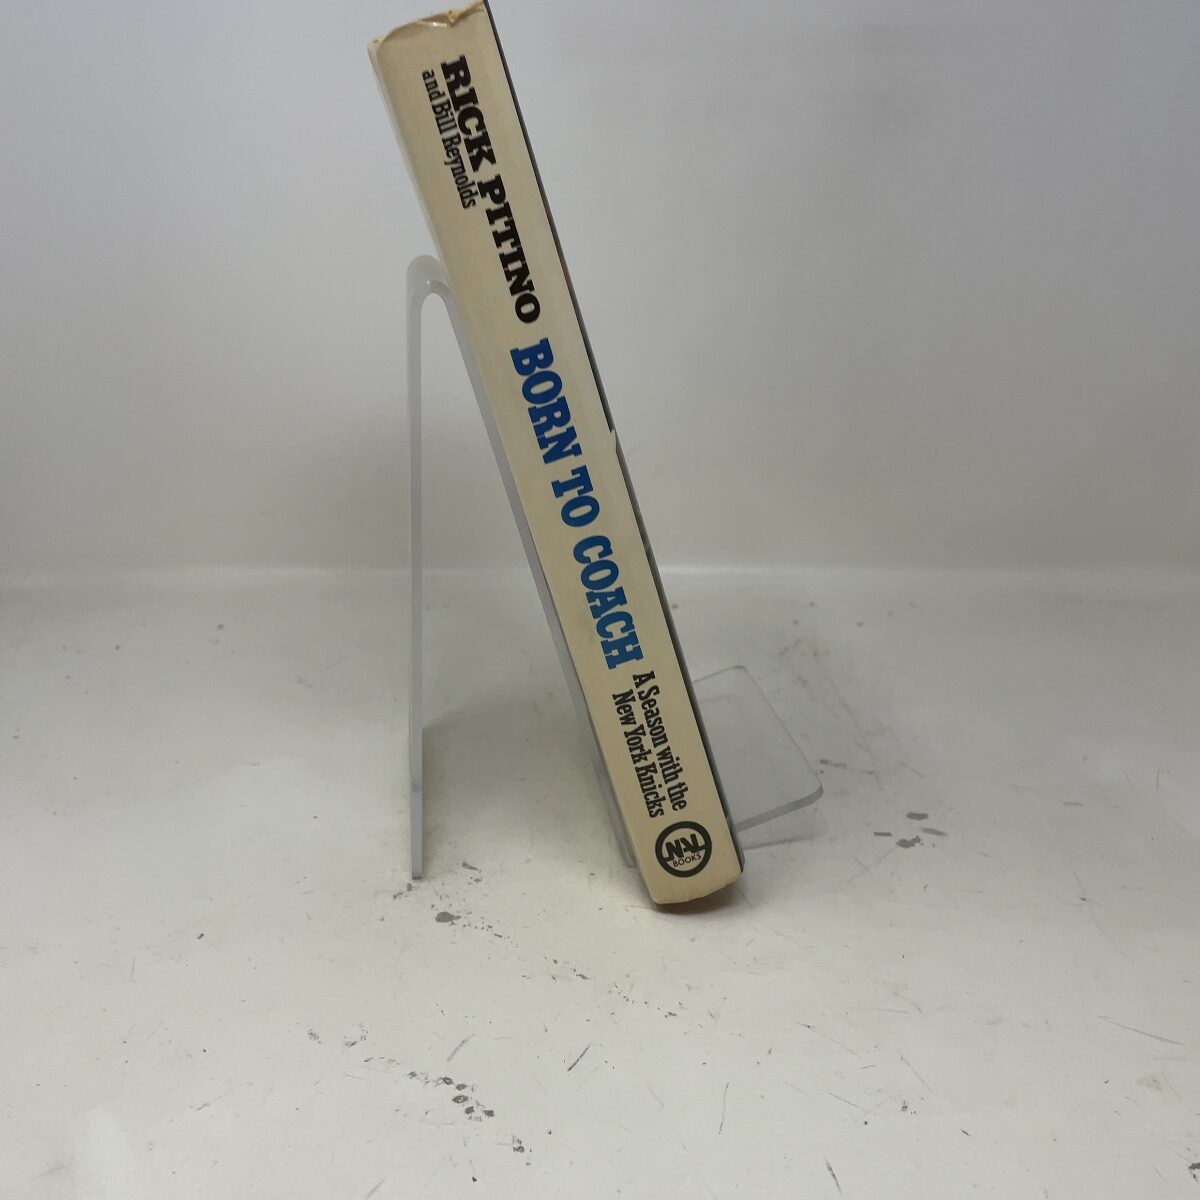 RICK PITINO
and Bill Reynolds
BORN TO COACH
A Season with the
New York Knicks
NAL
BOOKS